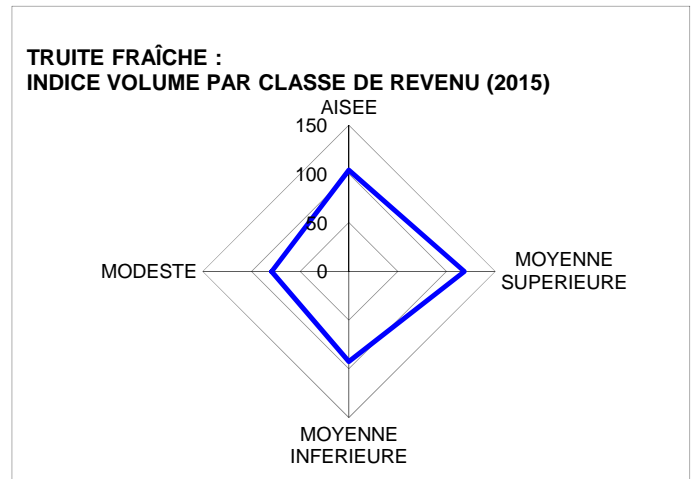 TRUITE FRAÎCHE :
INDICE VOLUME PAR CLASSE DE REVENU (2015)
AISEE
150
100
50
MODESTE
0
MOYENNE
SUPERIEURE
MOYENNE
INFERIEURE